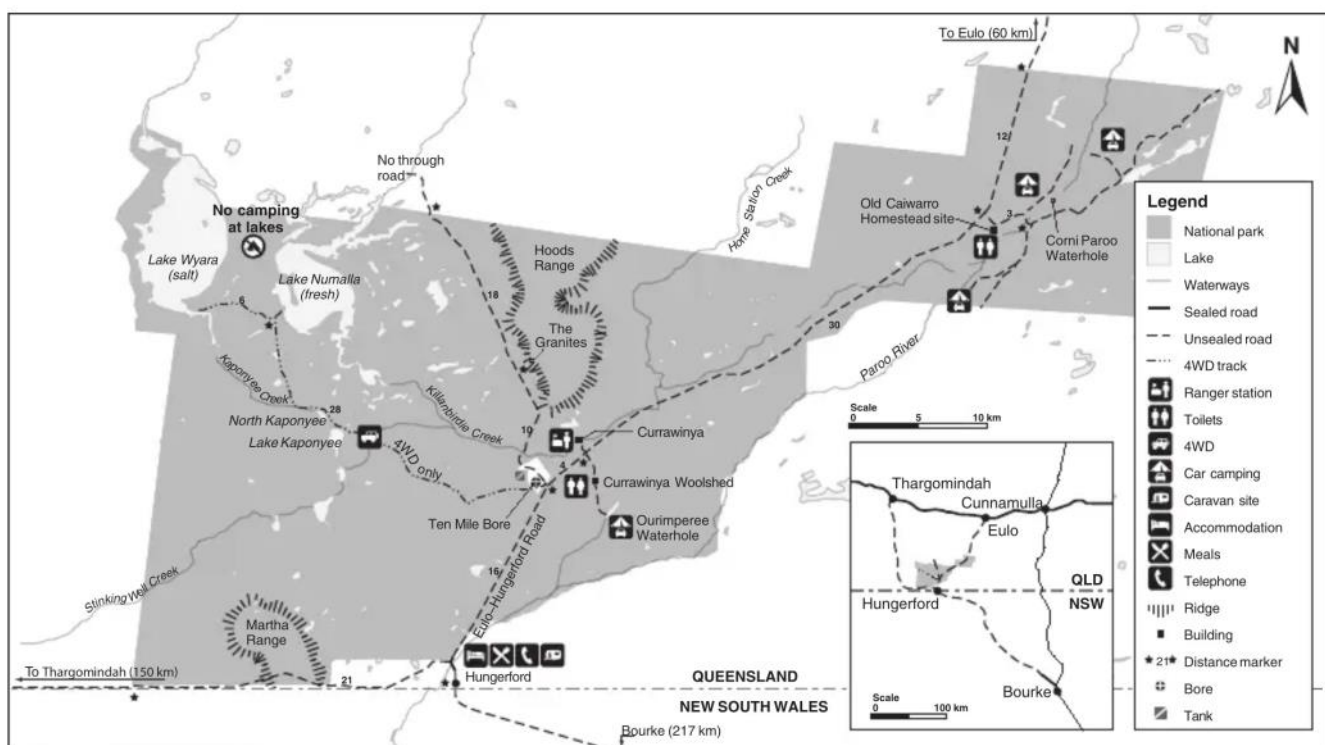 To Eulo (60 km)
N
12
No through
road
Home Station Creek
Old Caiwarro
Homestead site
3
Corni Paroo
Waterhole
No camping
at lakes
Lake Wyara
(salt)
Lake Numalla
(fresh)
Hoods
Range
18
6
The
Granites
30
Paroo River
Kaponyee Creek
28
North Kaponyee
Lake Kaponyee
Killanbirdie Creek
10
4WD only
Currawinya
4
Currawinya Woolshed
Ten Mile Bore
Ourimperee
Waterhole
Eulo–Hungerford Road
16
Stinking Well Creek
Martha
Range
To Thargomindah (150 km)
21
Hungerford
QUEENSLAND
NEW SOUTH WALES
Bourke (217 km)
Scale
0 5 10 km
Thargomindah
Cunnamulla
Eulo
QLD
NSW
Hungerford
Bourke
Scale
0 100 km
Legend
National park
Lake
Waterways
Sealed road
Unsealed road
4WD track
Ranger station
Toilets
4WD
Car camping
Caravan site
Accommodation
Meals
Telephone
Ridge
Building
21 Distance marker
Bore
Tank